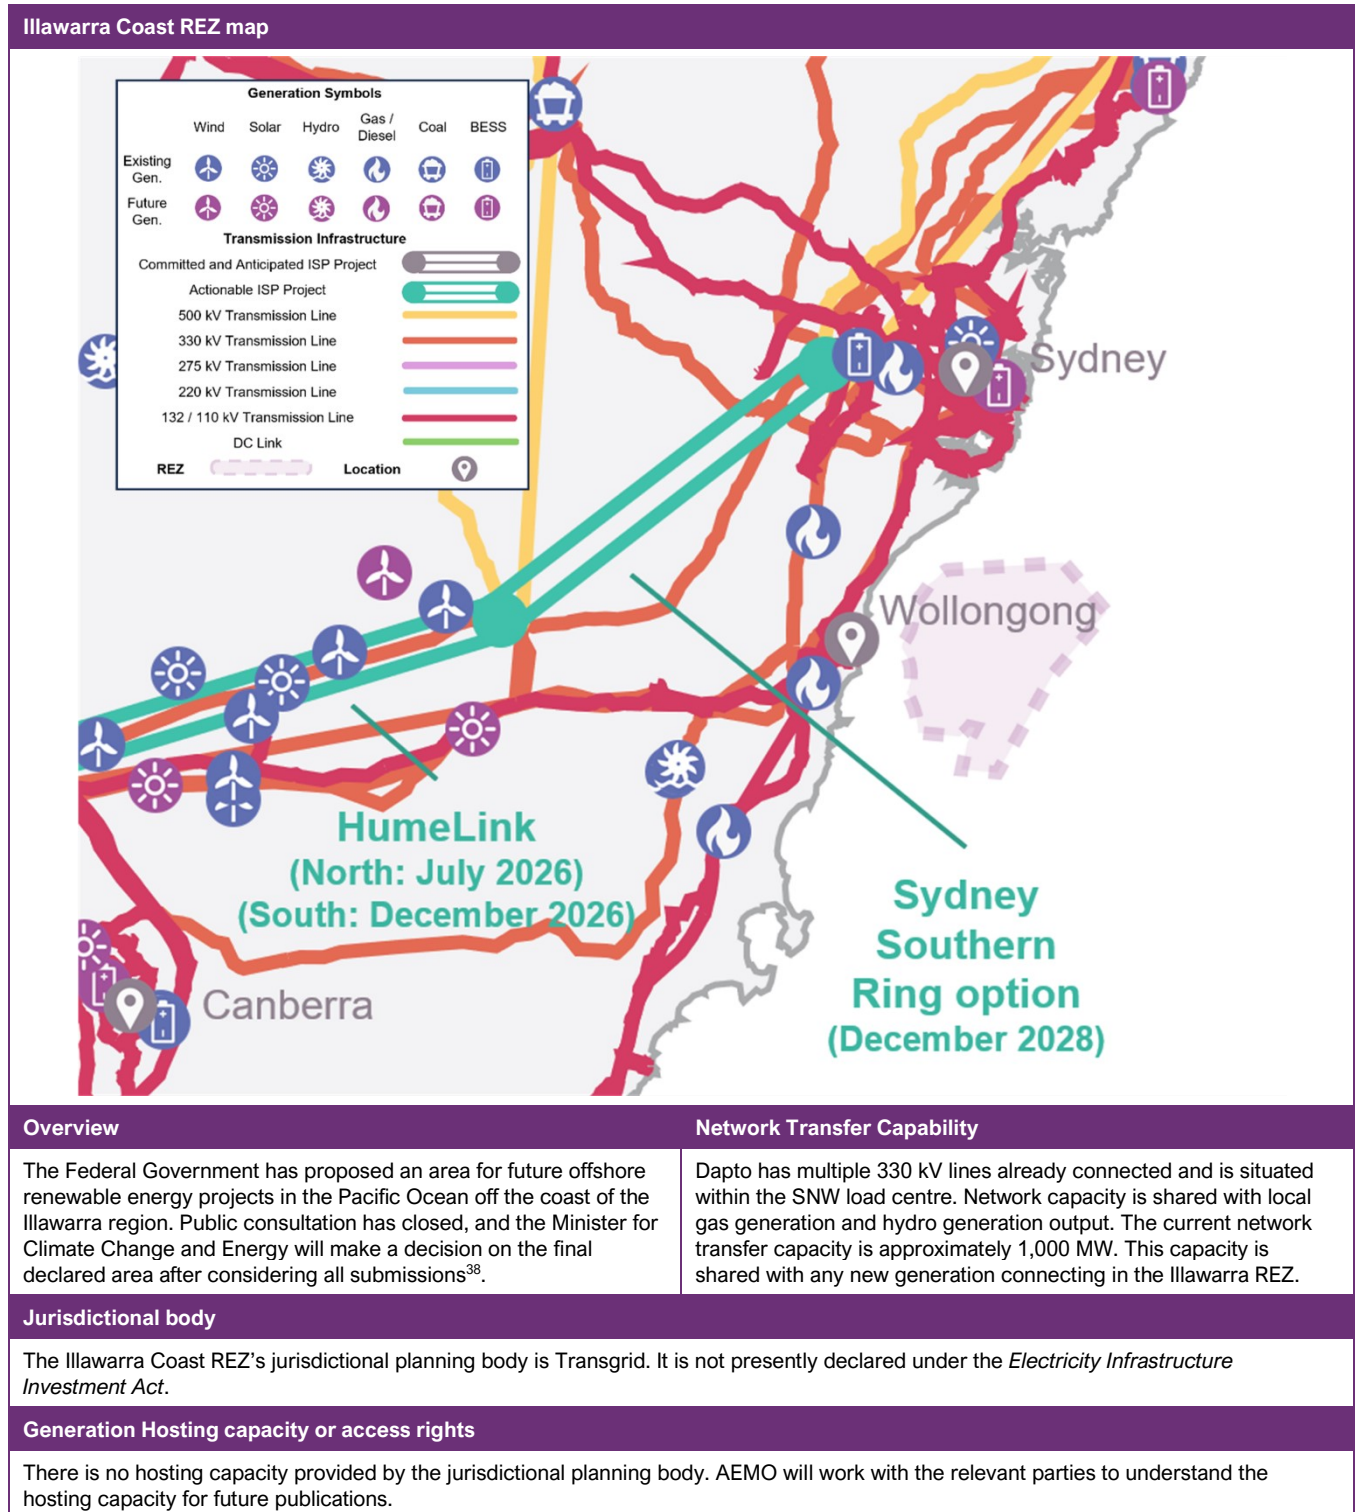 Illawarra Coast REZ map
Generation Symbols
Wind Solar Hydro Gas / Diesel Coal BESS
Existing Gen.
Future Gen.
Transmission Infrastructure
Committed and Anticipated ISP Project
Actionable ISP Project
500 kV Transmission Line
330 kV Transmission Line
275 kV Transmission Line
220 kV Transmission Line
132 / 110 kV Transmission Line
DC Link
REZ Location
Sydney
Wollongong
HumeLink
(North: July 2026)
(South: December 2026)
Sydney
Southern
Ring option
(December 2028)
Canberra
Overview
The Federal Government has proposed an area for future offshore
renewable energy projects in the Pacific Ocean off the coast of the
Illawarra region. Public consultation has closed, and the Minister for
Climate Change and Energy will make a decision on the final
declared area after considering all submissions³⁸.
Network Transfer Capability
Dapto has multiple 330 kV lines already connected and is situated
within the SNW load centre. Network capacity is shared with local
gas generation and hydro generation output. The current network
transfer capacity is approximately 1,000 MW. This capacity is
shared with any new generation connecting in the Illawarra REZ.
Jurisdictional body
The Illawarra Coast REZ’s jurisdictional planning body is Transgrid. It is not presently declared under the Electricity Infrastructure
Investment Act.
Generation Hosting capacity or access rights
There is no hosting capacity provided by the jurisdictional planning body. AEMO will work with the relevant parties to understand the
hosting capacity for future publications.